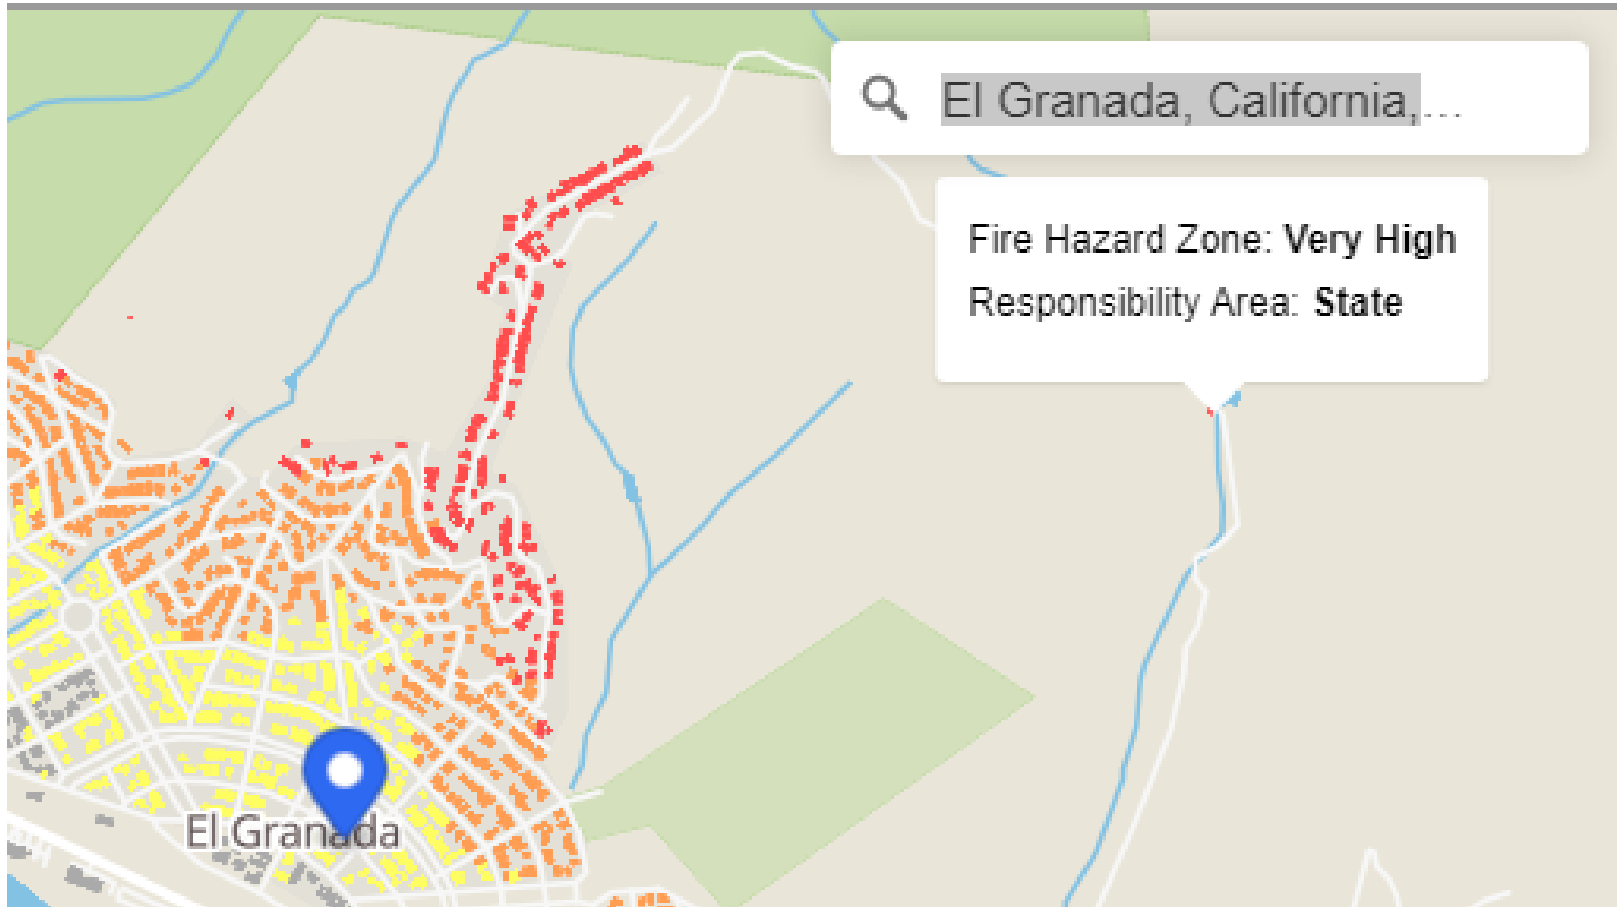 El Granada, California,...
Fire Hazard Zone: Very High
Responsibility Area: State
El Granada